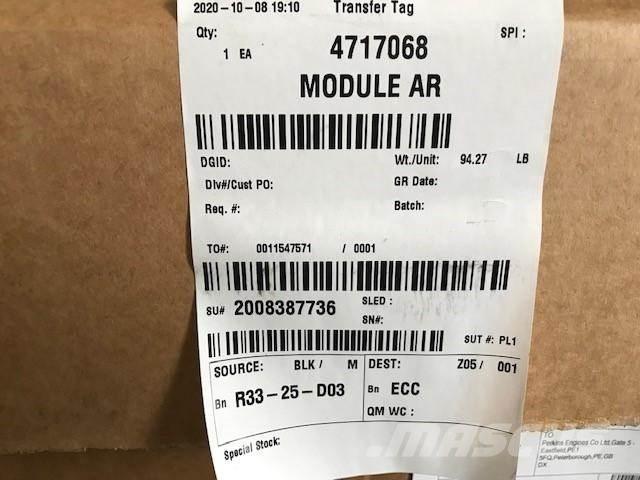 2020-10-08 19:10 Transfer Tag
Qty: 4717068 SPI :
1 EA
MODULE AR
DGID: Wt./Unit: 94.27 LB
Dlv#/Cust PO: GR Date:
Req. #: Batch:
TO#: 0011547571 / 0001
SU# 2008387736 SLED :
SN#:
SUT #: PL1
SOURCE: BLK / M DEST: Z05 / 001
Bn R33-25-D03 Bn ECC
QM WC :
Special Stock:
TO
Perkins Engines Co Ltd,Gate 5 -
Eastfield,PE1
5FQ,Peterborough,PE,GB
DX